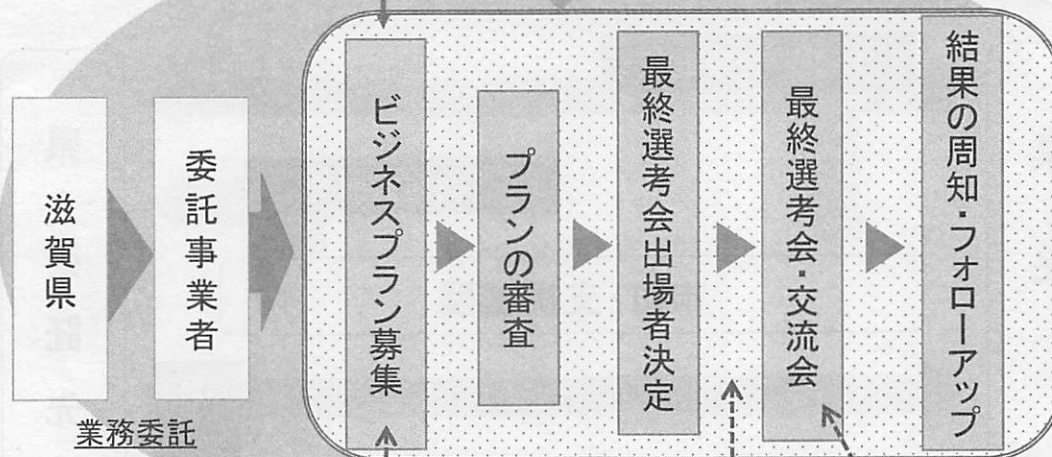 滋賀県
委託事業者
業務委託
ビジネスプラン募集
プランの審査
最終選考会出場者決定
最終選考会・交流会
結果の周知・フォローアップ